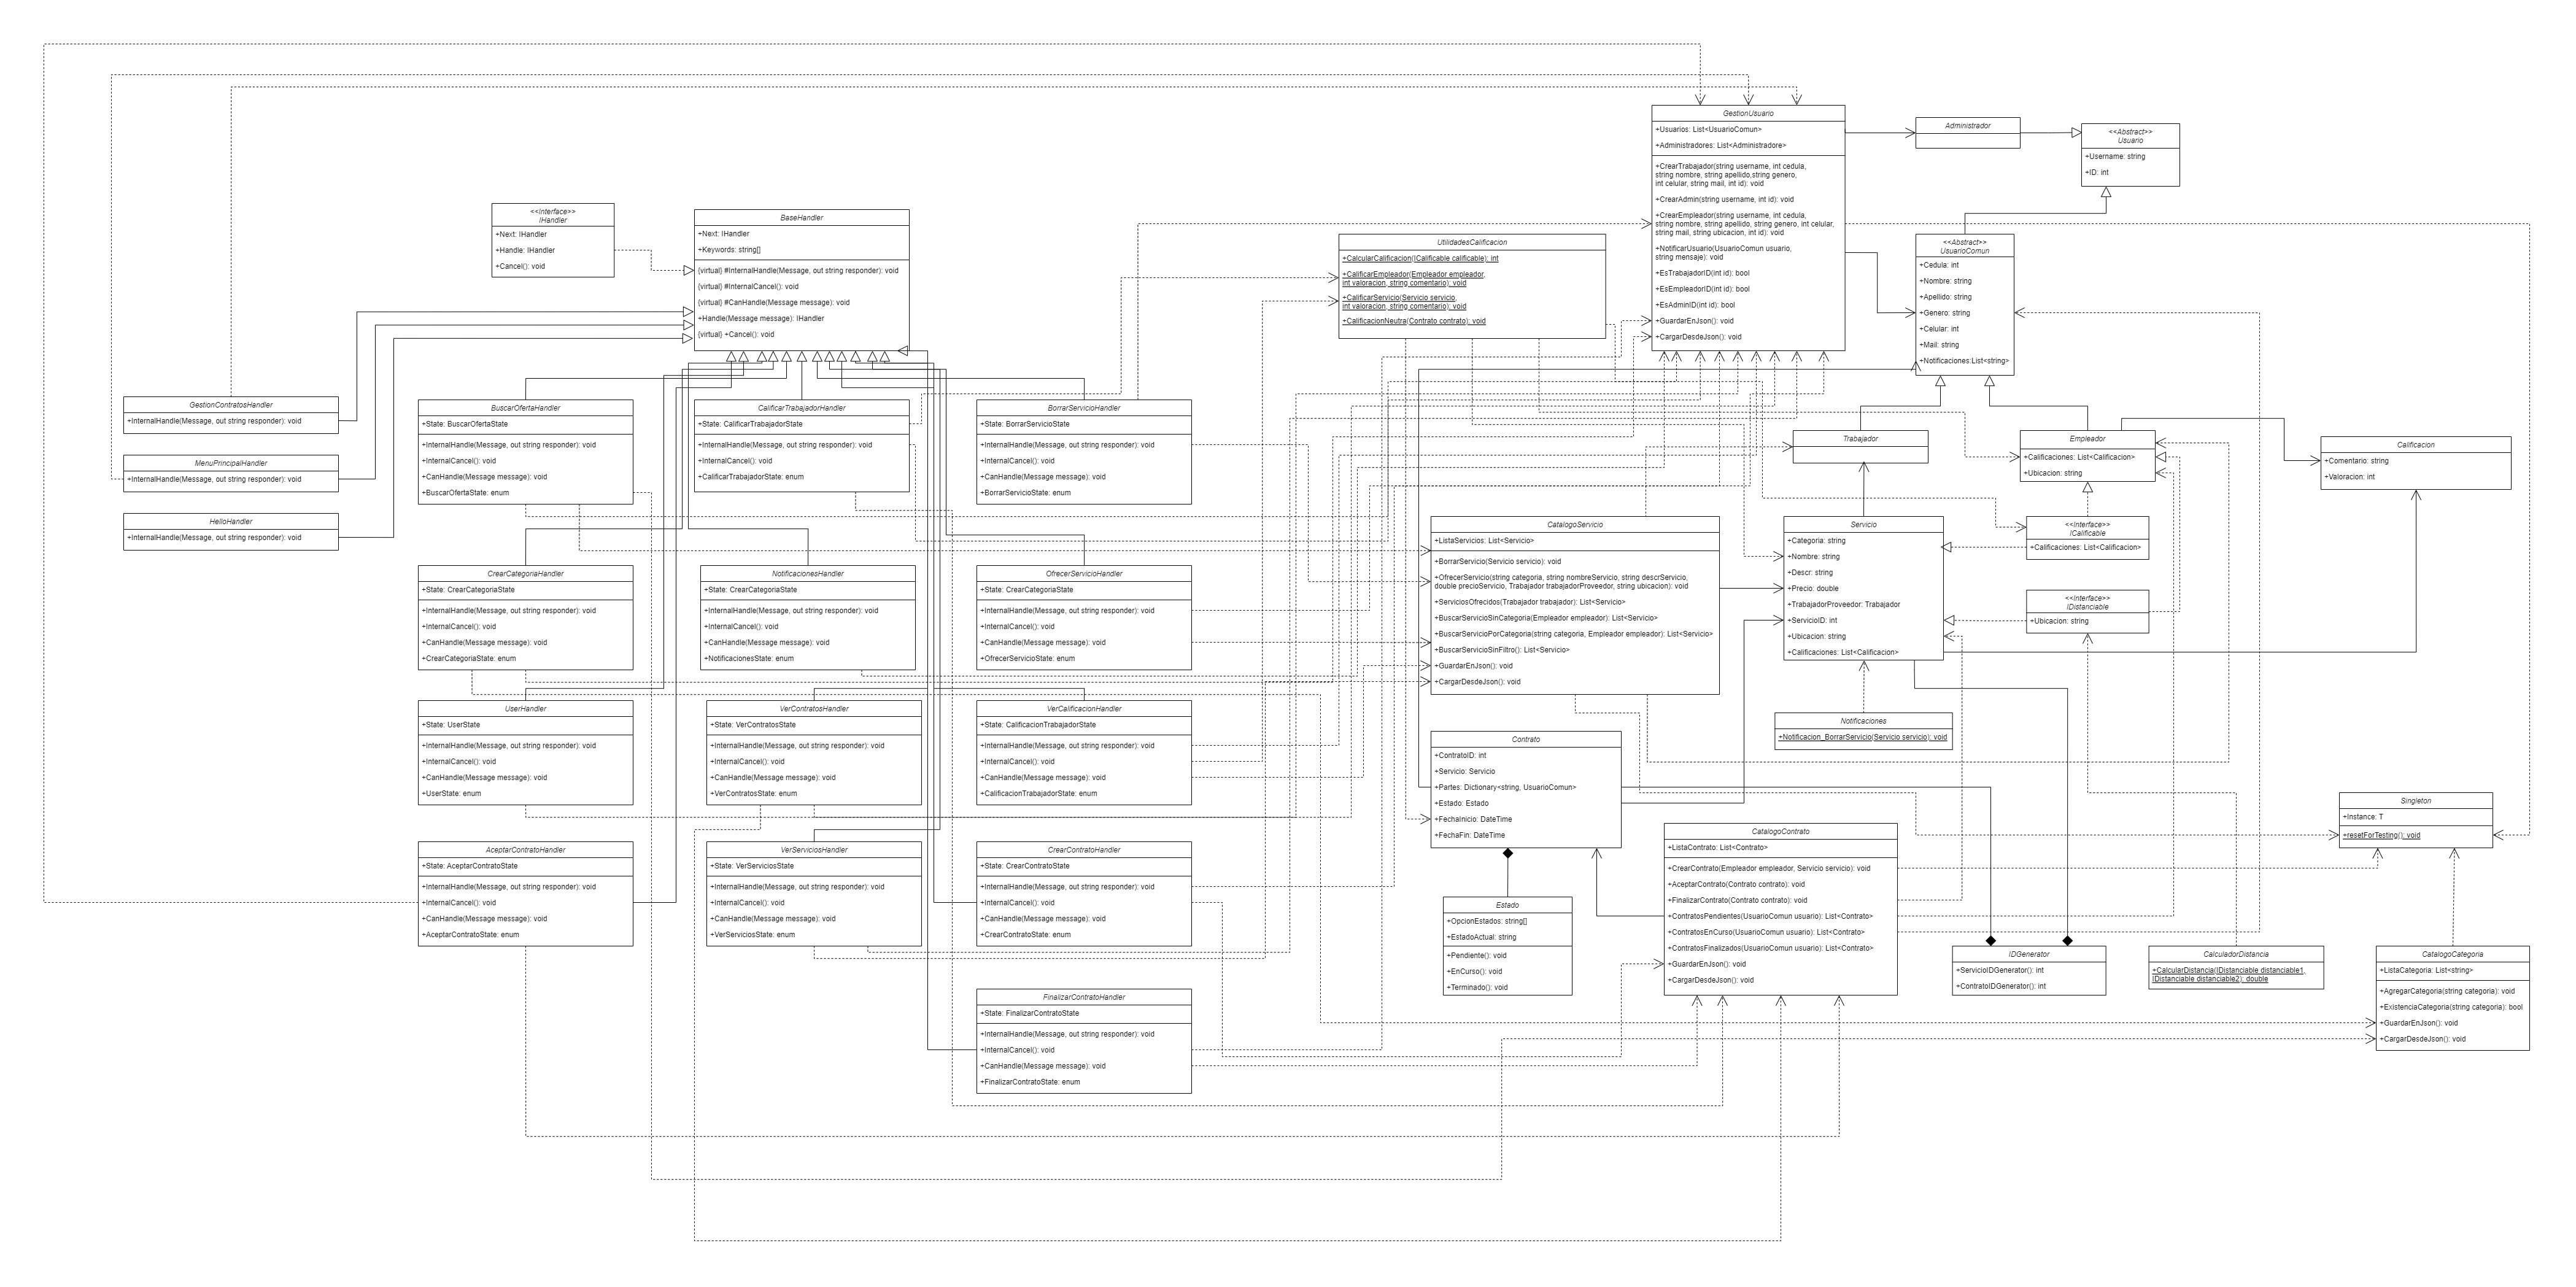 GestionUsuario
+Usuarios: List<UsuarioComun>
+Administradores: List<Administradore>
+CrearTrabajador(string username, int cedula,
string nombre, string apellido,string genero,
int celular, string mail, int id): void
+CrearAdmin(string username, int id): void
+CrearEmpleador(string username, int cedula,
string nombre, string apellido, string genero, int celular,
string mail, string ubicacion, int id): void
+NotificarUsuario(UsuarioComun usuario,
string mensaje): void
+EsTrabajadorID(int id): bool
+EsEmpleadorID(int id): bool
+EsAdminID(int id): bool
+GuardarEnJson(): void
+CargarDesdeJson(): void
Administrador
<<Abstract>>
Usuario
+Username: string
+ID: int
<<Interface>>
IHandler
+Next: IHandler
+Handle: IHandler
+Cancel(): void
BaseHandler
+Next: IHandler
+Keywords: string[]
{virtual} #InternalHandle(Message, out string responder): void
{virtual} #InternalCancel(): void
{virtual} #CanHandle(Message message): void
+Handle(Message message): IHandler
{virtual} +Cancel(): void
UtilidadesCalificacion
+CalcularCalificacion(ICalificable calificable): int
+CalificarEmpleador(Empleador empleador,
int valoracion, string comentario): void
+CalificarServicio(Servicio servicio,
int valoracion, string comentario): void
+CalificacionNeutra(Contrato contrato): void
<<Abstract>>
UsuarioComun
+Cedula: int
+Nombre: string
+Apellido: string
+Genero: string
+Celular: int
+Mail: string
+Notificaciones:List<string>
GestionContratosHandler
+InternalHandle(Message, out string responder): void
MenuPrincipalHandler
+InternalHandle(Message, out string responder): void
HelloHandler
+InternalHandle(Message, out string responder): void
BuscarOfertaHandler
+State: BuscarOfertaState
+InternalHandle(Message, out string responder): void
+InternalCancel(): void
+CanHandle(Message message): void
+BuscarOfertaState: enum
CalificarTrabajadorHandler
+State: CalificarTrabajadorState
+InternalHandle(Message, out string responder): void
+InternalCancel(): void
+CalificarTrabajadorState: enum
BorrarServicioHandler
+State: BorrarServicioState
+InternalHandle(Message, out string responder): void
+InternalCancel(): void
+CanHandle(Message message): void
+BorrarServicioState: enum
Trabajador
Empleador
+Calificaciones: List<Calificacion>
+Ubicacion: string
Calificacion
+Comentario: string
+Valoracion: int
CatalogoServicio
+ListaServicios: List<Servicio>
+BorrarServicio(Servicio servicio): void
+OfrecerServicio(string categoria, string nombreServicio, string descrServicio,
double precioServicio, Trabajador trabajadorProveedor, string ubicacion): void
+ServiciosOfrecidos(Trabajador trabajador): List<Servicio>
+BuscarServicioSinCategoria(Empleador empleador): List<Servicio>
+BuscarServicioPorCategoria(string categoria, Empleador empleador): List<Servicio>
+BuscarServicioSinFiltro(): List<Servicio>
+GuardarEnJson(): void
+CargarDesdeJson(): void
Servicio
+Categoria: string
+Nombre: string
+Descr: string
+Precio: double
+TrabajadorProveedor: Trabajador
+ServicioID: int
+Ubicacion: string
+Calificaciones: List<Calificacion>
<<Interface>>
ICalificable
+Calificaciones: List<Calificacion>
<<Interface>>
IDistanciable
+Ubicacion: string
CrearCategoriaHandler
+State: CrearCategoriaState
+InternalHandle(Message, out string responder): void
+InternalCancel(): void
+CanHandle(Message message): void
+CrearCategoriaState: enum
NotificacionesHandler
+State: CrearCategoriaState
+InternalHandle(Message, out string responder): void
+InternalCancel(): void
+CanHandle(Message message): void
+NotificacionesState: enum
OfrecerServicioHandler
+State: CrearCategoriaState
+InternalHandle(Message, out string responder): void
+InternalCancel(): void
+CanHandle(Message message): void
+OfrecerServicioState: enum
UserHandler
+State: UserState
+InternalHandle(Message, out string responder): void
+InternalCancel(): void
+CanHandle(Message message): void
+UserState: enum
VerContratosHandler
+State: VerContratosState
+InternalHandle(Message, out string responder): void
+InternalCancel(): void
+CanHandle(Message message): void
+VerContratosState: enum
VerCalificacionHandler
+State: CalificacionTrabajadorState
+InternalHandle(Message, out string responder): void
+InternalCancel(): void
+CanHandle(Message message): void
+CalificacionTrabajadorState: enum
Notificaciones
+Notificacion_BorrarServicio(Servicio servicio): void
Contrato
+ContratoID: int
+Servicio: Servicio
+Partes: Dictionary<string, UsuarioComun>
+Estado: Estado
+FechaInicio: DateTime
+FechaFin: DateTime
Singleton
+Instance: T
+resetForTesting(): void
CatalogoContrato
+ListaContrato: List<Contrato>
+CrearContrato(Empleador empleador, Servicio servicio): void
+AceptarContrato(Contrato contrato): void
+FinalizarContrato(Contrato contrato): void
+ContratosPendientes(UsuarioComun usuario): List<Contrato>
+ContratosEnCurso(UsuarioComun usuario): List<Contrato>
+ContratosFinalizados(UsuarioComun usuario): List<Contrato>
+GuardarEnJson(): void
+CargarDesdeJson(): void
AceptarContratoHandler
+State: AceptarContratoState
+InternalHandle(Message, out string responder): void
+InternalCancel(): void
+CanHandle(Message message): void
+AceptarContratoState: enum
VerServiciosHandler
+State: VerServiciosState
+InternalHandle(Message, out string responder): void
+InternalCancel(): void
+CanHandle(Message message): void
+VerServiciosState: enum
CrearContratoHandler
+State: CrearContratoState
+InternalHandle(Message, out string responder): void
+InternalCancel(): void
+CanHandle(Message message): void
+CrearContratoState: enum
Estado
+OpcionEstados: string[]
+EstadoActual: string
+Pendiente(): void
+EnCurso(): void
+Terminado(): void
IDGenerator
+ServicioIDGenerator(): int
+ContratoIDGenerator(): int
CalculadorDistancia
+CalcularDistancia(IDistanciable distanciable1,
IDistanciable distanciable2): double
CatalogoCategoria
+ListaCategoria: List<string>
+AgregarCategoria(string categoria): void
+ExistenciaCategoria(string categoria): bool
+GuardarEnJson(): void
+CargarDesdeJson(): void
FinalizarContratoHandler
+State: FinalizarContratoState
+InternalHandle(Message, out string responder): void
+InternalCancel(): void
+CanHandle(Message message): void
+FinalizarContratoState: enum